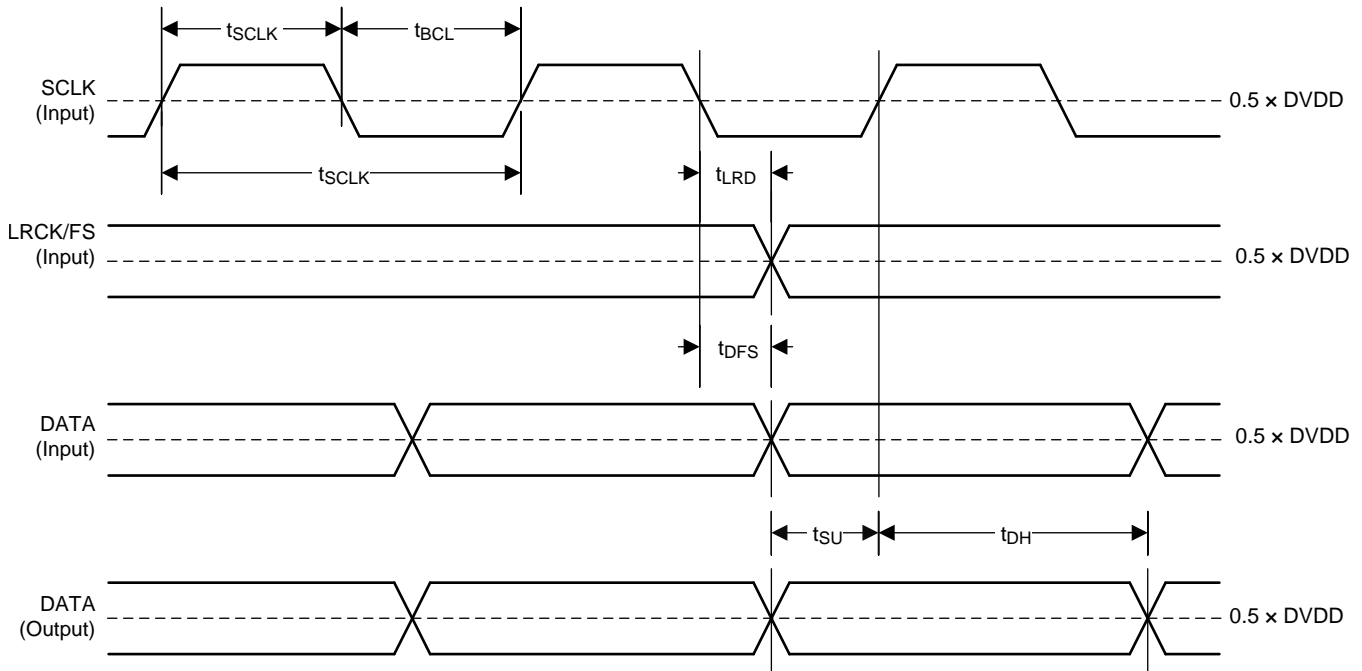 tSCLK
tBCL
SCLK
(Input)
0.5 × DVDD
tSCLK
tLRD
LRCK/FS
(Input)
0.5 × DVDD
tDFS
DATA
(Input)
0.5 × DVDD
tSU
tDH
DATA
(Output)
0.5 × DVDD